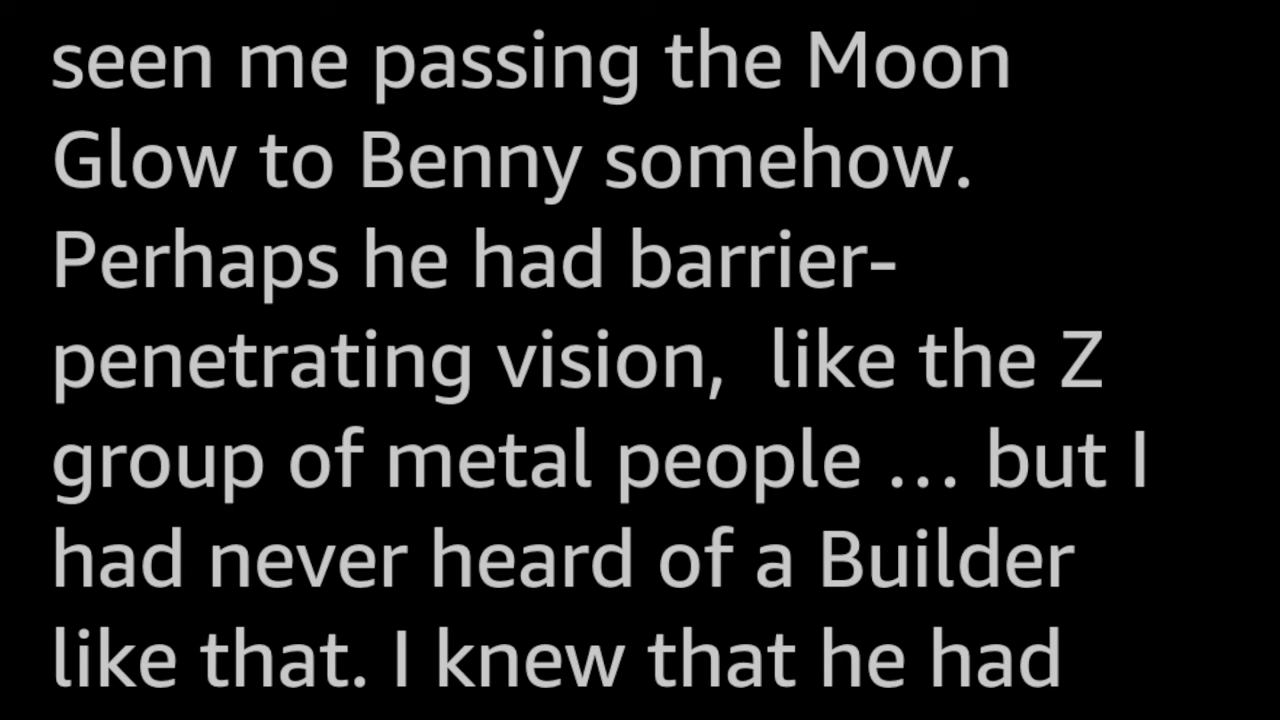 seen me passing the Moon
Glow to Benny somehow.
Perhaps he had barrier-
penetrating vision,  like the Z
group of metal people … but I
had never heard of a Builder
like that. I knew that he had